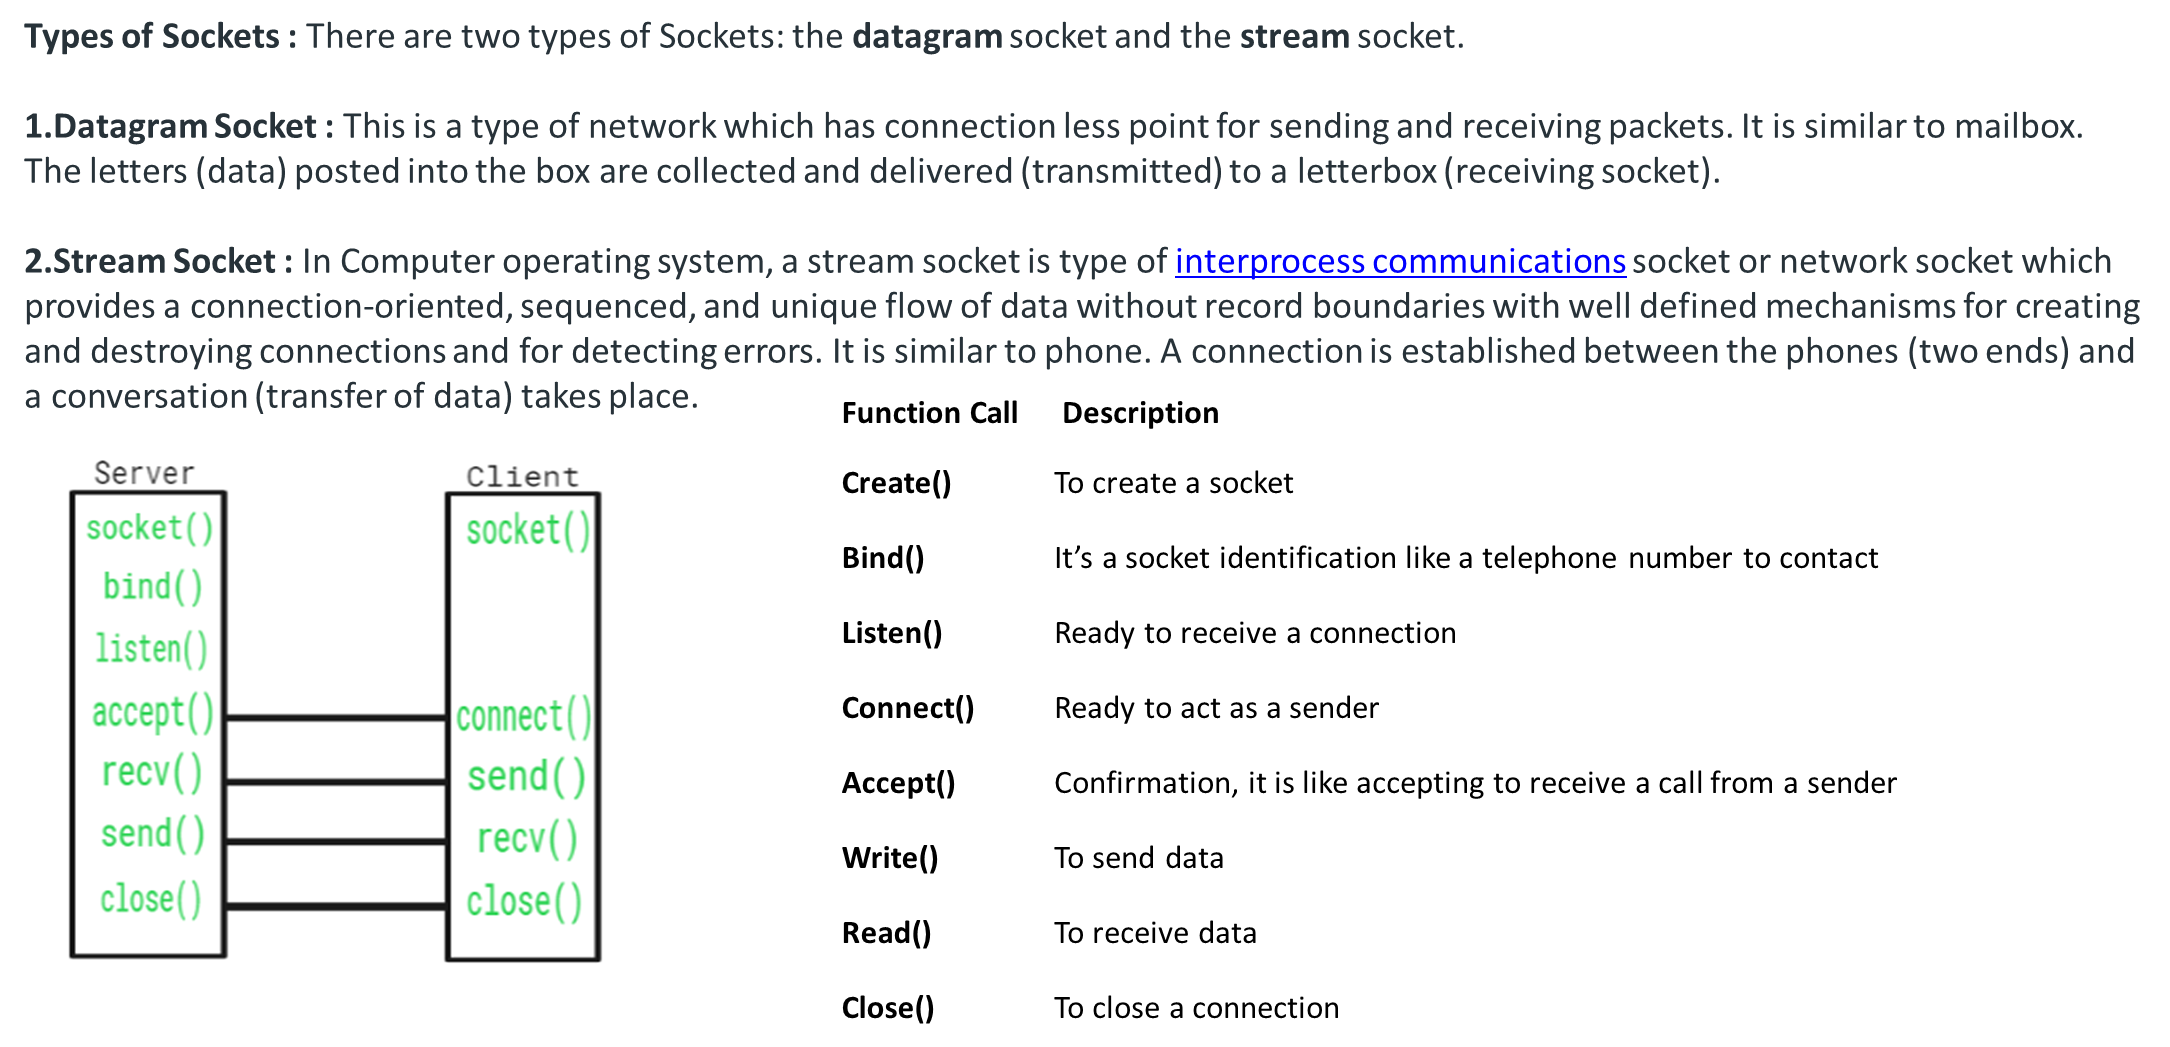 Types of Sockets : There are two types of Sockets: the datagram socket and the stream socket.
1.Datagram Socket : This is a type of network which has connection less point for sending and receiving packets. It is similar to mailbox.
The letters (data) posted into the box are collected and delivered (transmitted) to a letterbox (receiving socket).
2.Stream Socket : In Computer operating system, a stream socket is type of interprocess communications socket or network socket which
provides a connection-oriented, sequenced, and unique flow of data without record boundaries with well defined mechanisms for creating
and destroying connections and for detecting errors. It is similar to phone. A connection is established between the phones (two ends) and
a conversation (transfer of data) takes place.
Server
socket()
bind()
listen()
accept()
recv()
send()
close()
Client
socket()
connect()
send()
recv()
close()
Function Call Description
Create() To create a socket
Bind() It’s a socket identification like a telephone number to contact
Listen() Ready to receive a connection
Connect() Ready to act as a sender
Accept() Confirmation, it is like accepting to receive a call from a sender
Write() To send data
Read() To receive data
Close() To close a connection